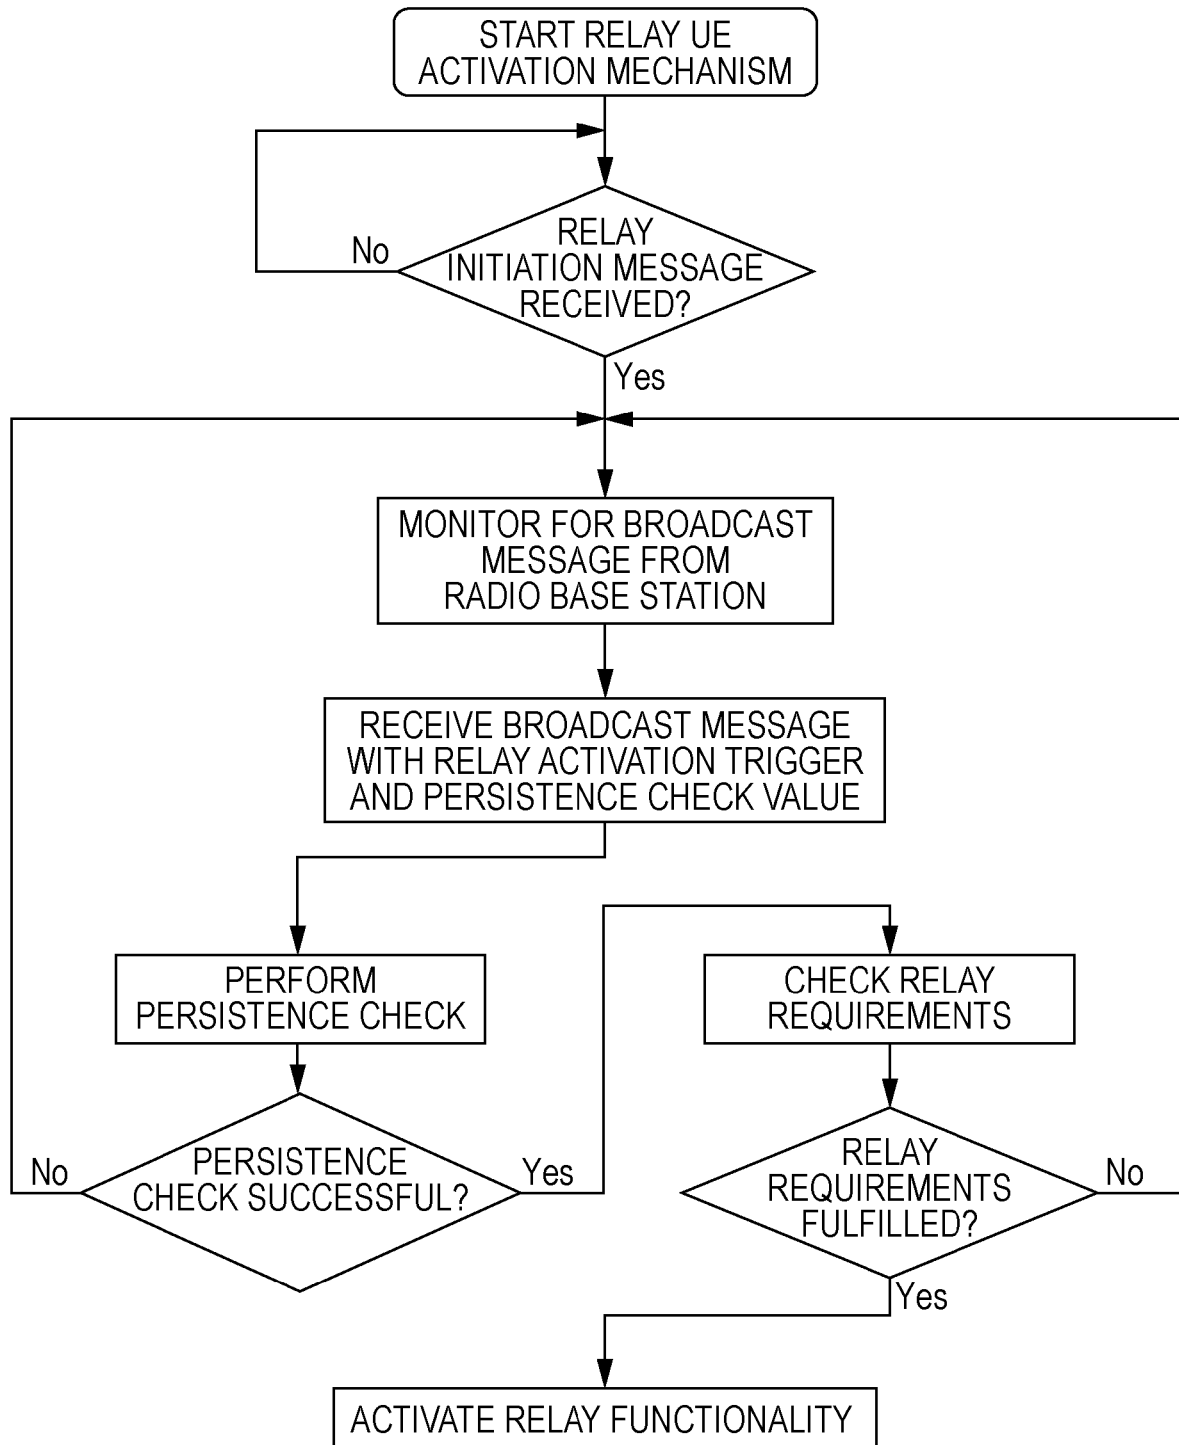 START RELAY UE
ACTIVATION MECHANISM
No
RELAY
INITIATION MESSAGE
RECEIVED?
Yes
MONITOR FOR BROADCAST
MESSAGE FROM
RADIO BASE STATION
RECEIVE BROADCAST MESSAGE
WITH RELAY ACTIVATION TRIGGER
AND PERSISTENCE CHECK VALUE
PERFORM
PERSISTENCE CHECK
No
PERSISTENCE
CHECK SUCCESSFUL?
Yes
CHECK RELAY
REQUIREMENTS
RELAY
REQUIREMENTS
FULFILLED?
No
Yes
ACTIVATE RELAY FUNCTIONALITY